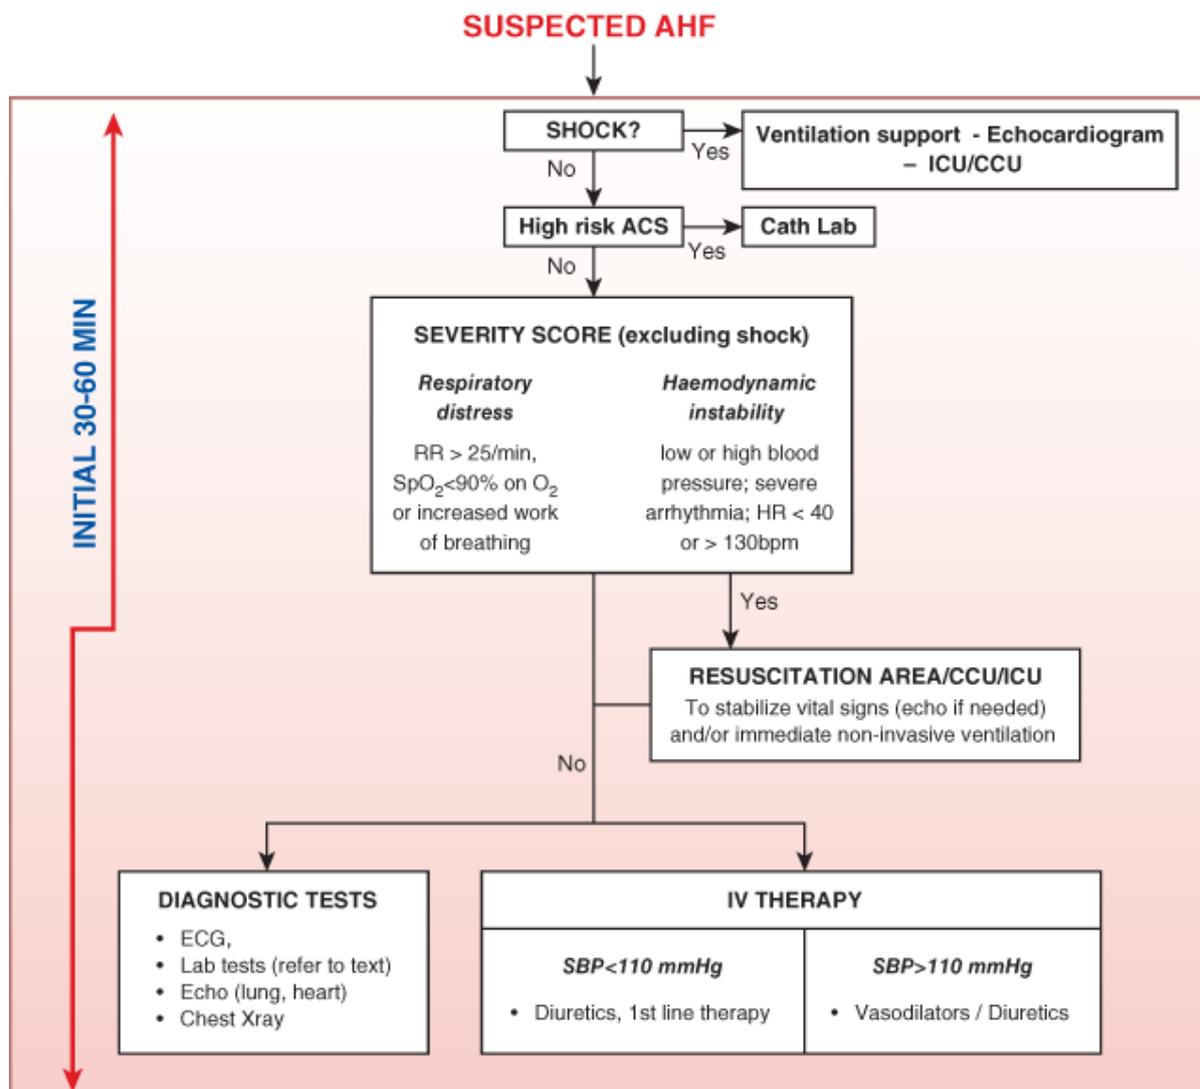 SUSPECTED AHF
SHOCK?
Yes
Ventilation support - Echocardiogram
– ICU/CCU
No
High risk ACS
Yes
Cath Lab
No
INITIAL 30-60 MIN
SEVERITY SCORE (excluding shock)
Respiratory
distress
RR > 25/min,
SpO2<90% on O2
or increased work
of breathing
Haemodynamic
instability
low or high blood
pressure; severe
arrhythmia; HR < 40
or > 130bpm
Yes
RESUSCITATION AREA/CCU/ICU
To stabilize vital signs (echo if needed)
and/or immediate non-invasive ventilation
No
DIAGNOSTIC TESTS
• ECG,
• Lab tests (refer to text)
• Echo (lung, heart)
• Chest Xray
IV THERAPY
SBP<110 mmHg
• Diuretics, 1st line therapy
SBP>110 mmHg
• Vasodilators / Diuretics